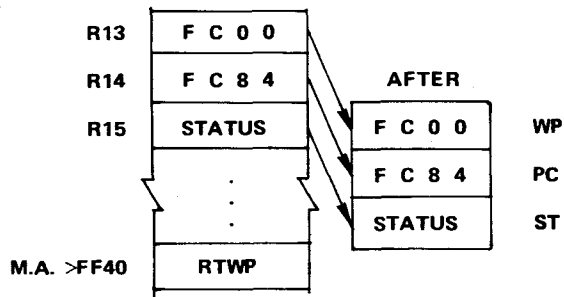 R13 F C 0 0
R14 F C 8 4
R15 STATUS
M.A. >FF40 RTWP
AFTER
F C 0 0 WP
F C 8 4 PC
STATUS ST